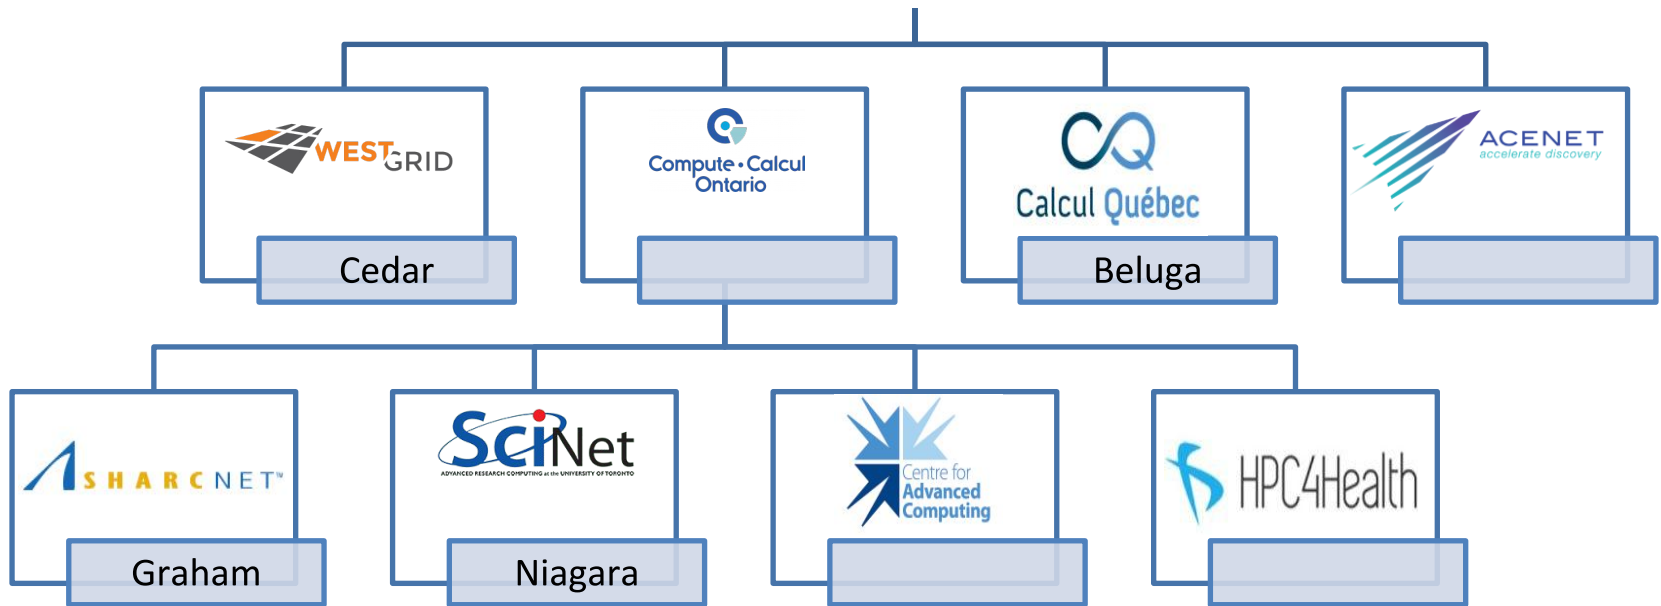 WESTGRID
Compute • Calcul
Ontario
CQ
Calcul Québec
ACENET
accelerate discovery
Cedar
Beluga
SHARCNET™
SciNet
ADVANCED RESEARCH COMPUTING at the UNIVERSITY OF TORONTO
Centre for
Advanced
Computing
HPC4Health
Graham
Niagara